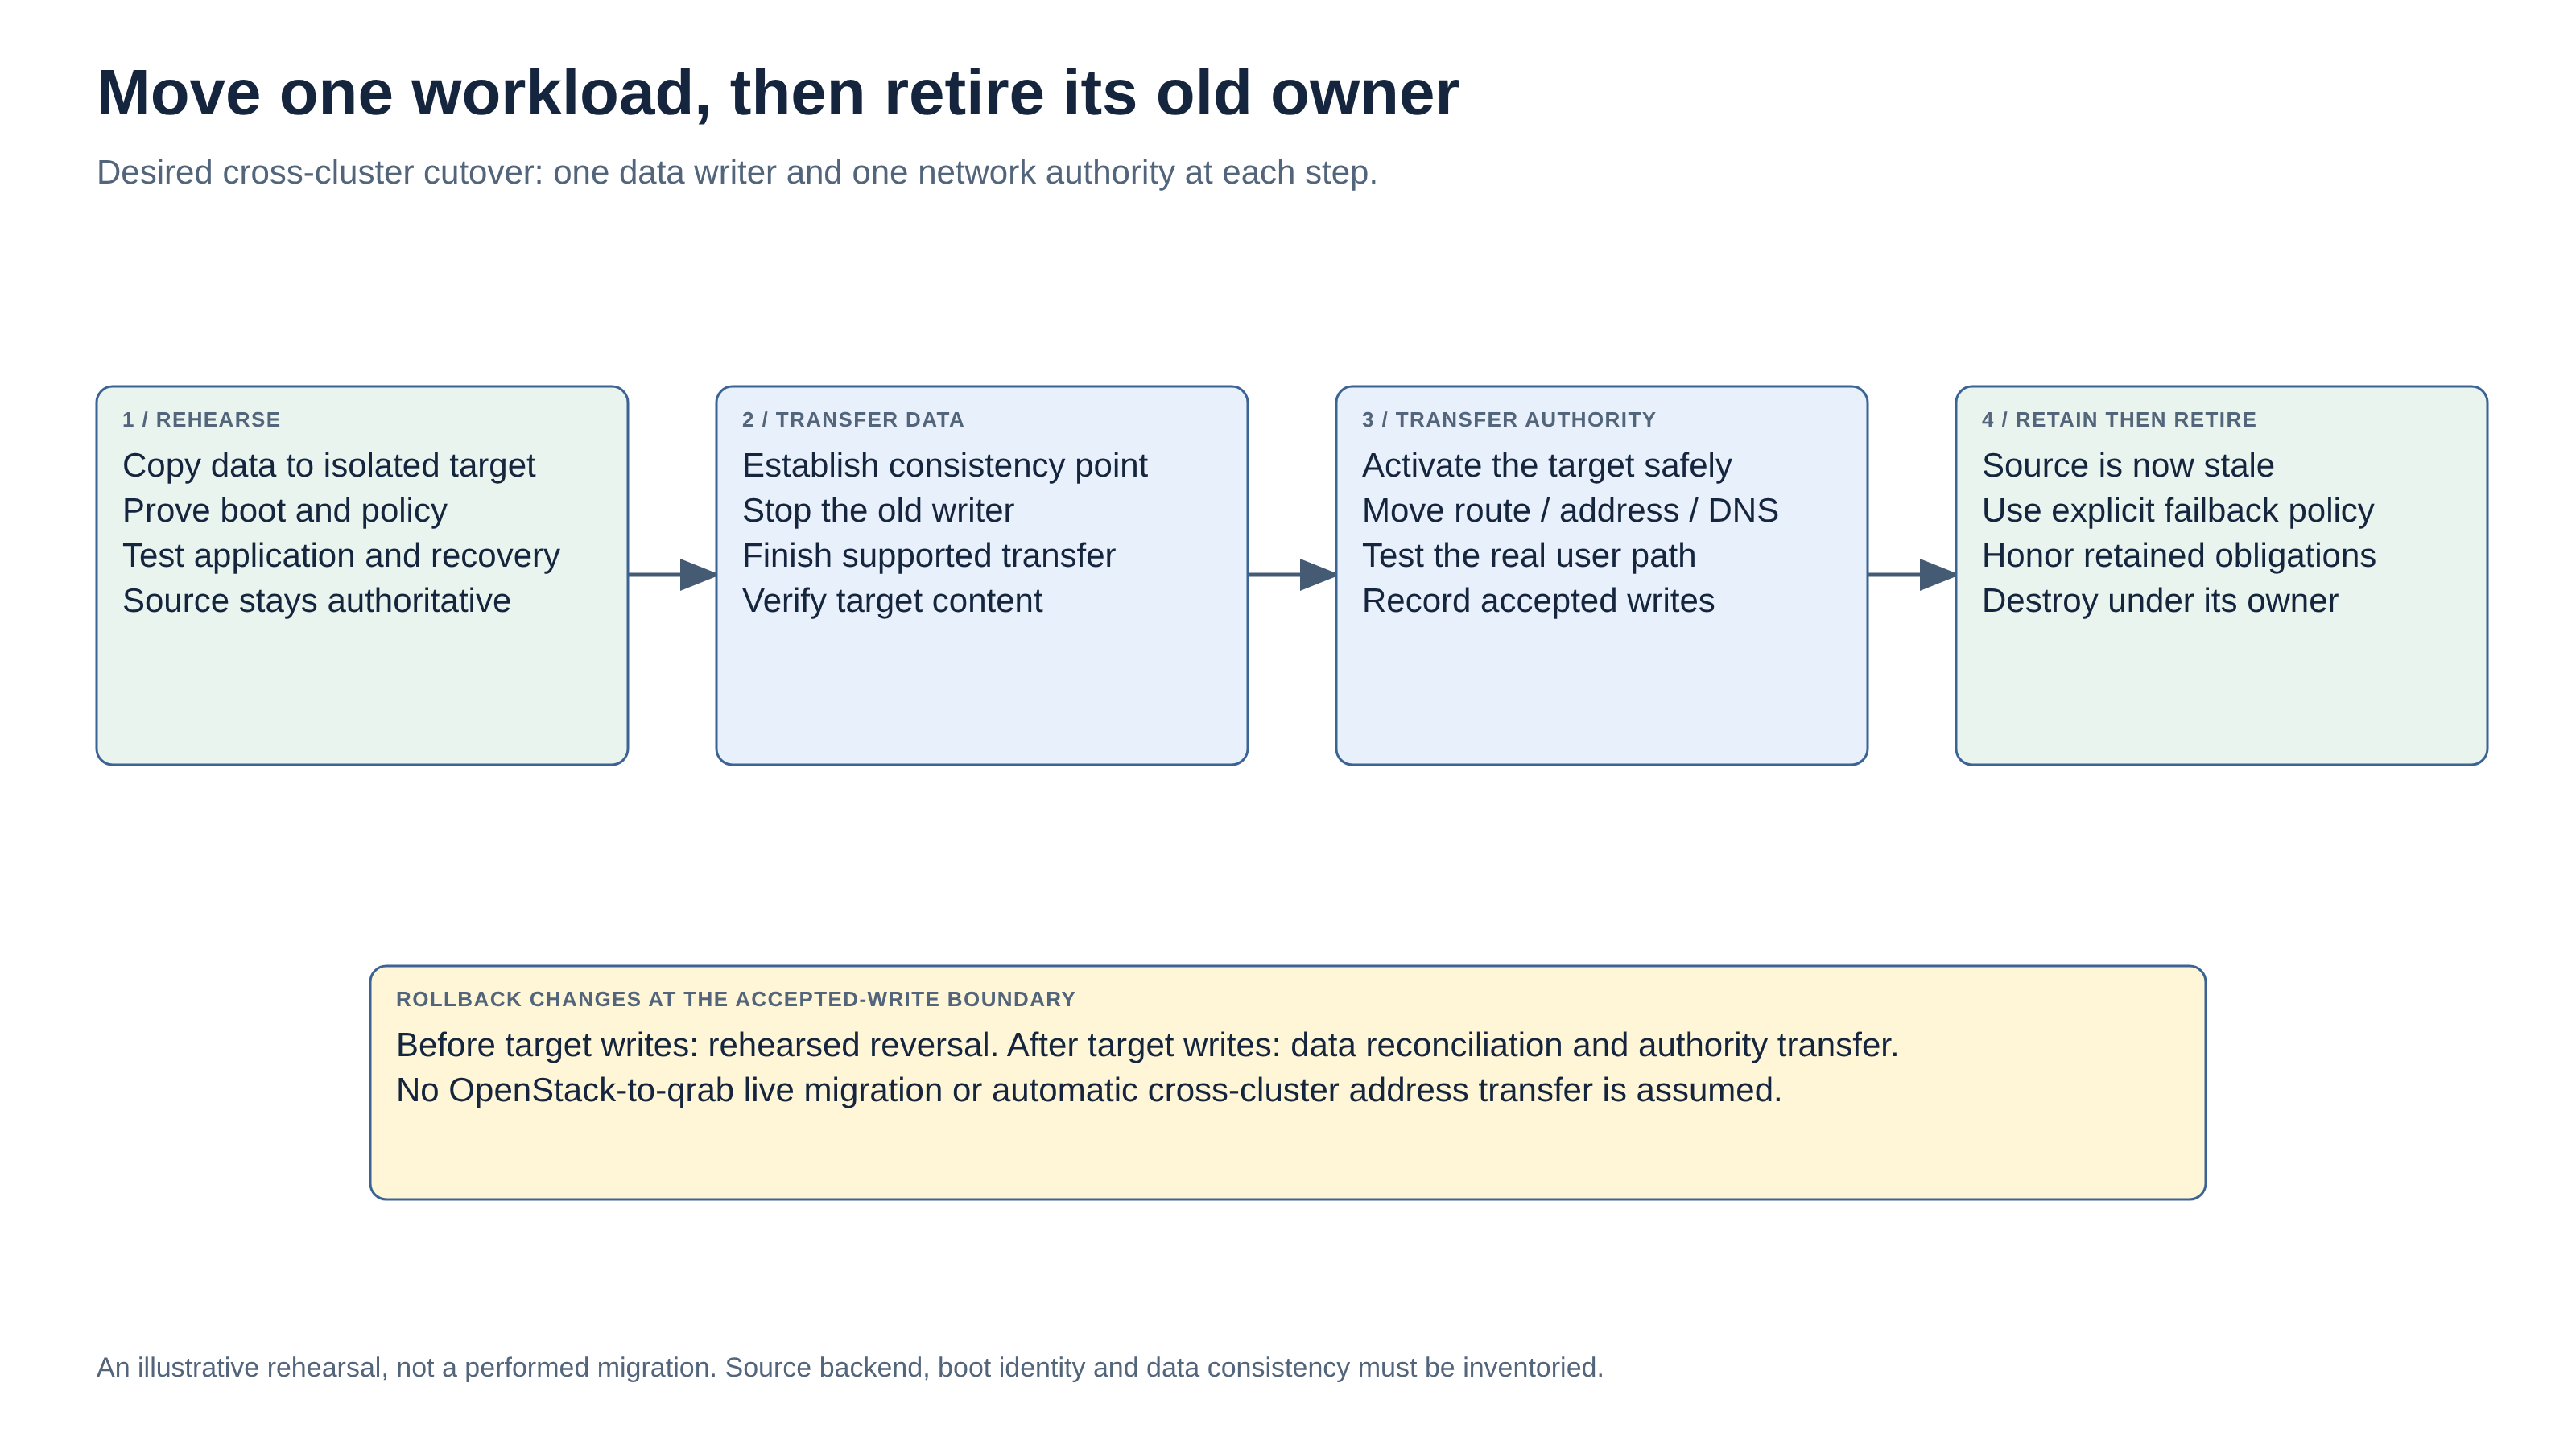 Move one workload, then retire its old owner
Desired cross-cluster cutover: one data writer and one network authority at each step.
1 / REHEARSE
Copy data to isolated target
Prove boot and policy
Test application and recovery
Source stays authoritative
2 / TRANSFER DATA
Establish consistency point
Stop the old writer
Finish supported transfer
Verify target content
3 / TRANSFER AUTHORITY
Activate the target safely
Move route / address / DNS
Test the real user path
Record accepted writes
4 / RETAIN THEN RETIRE
Source is now stale
Use explicit failback policy
Honor retained obligations
Destroy under its owner
ROLLBACK CHANGES AT THE ACCEPTED-WRITE BOUNDARY
Before target writes: rehearsed reversal. After target writes: data reconciliation and authority transfer.
No OpenStack-to-qrab live migration or automatic cross-cluster address transfer is assumed.
An illustrative rehearsal, not a performed migration. Source backend, boot identity and data consistency must be inventoried.